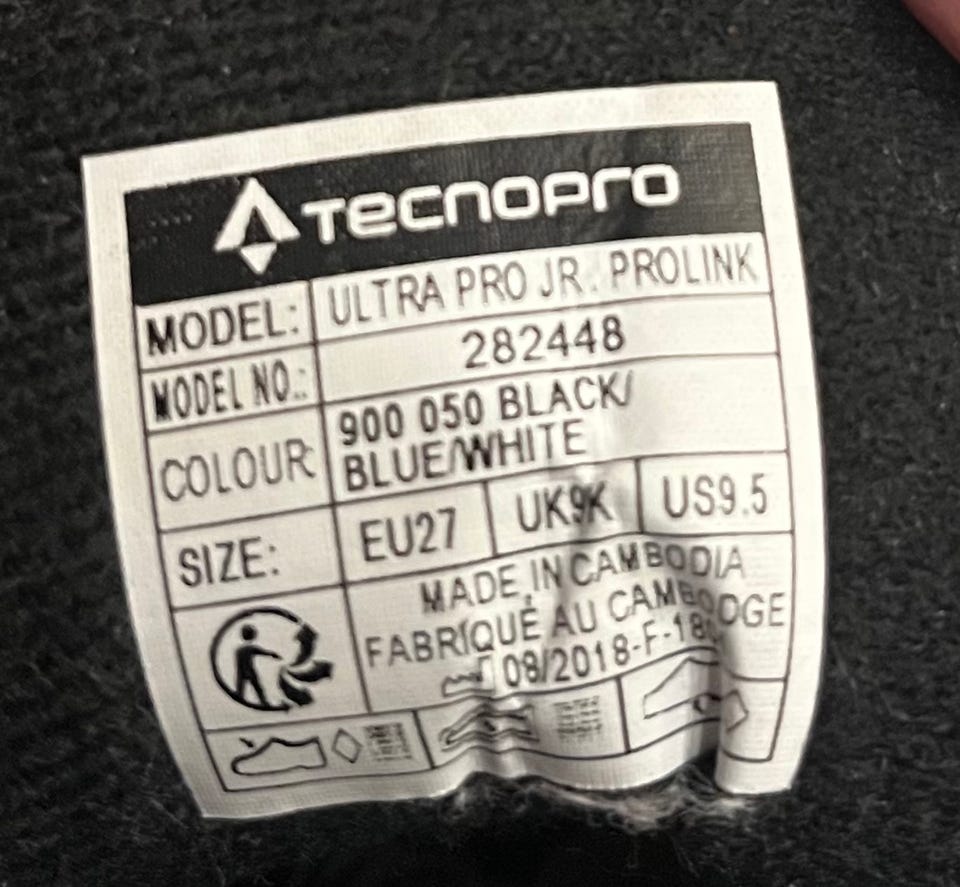 TECNOPRO
MODEL: ULTRA PRO JR. PROLINK
MODEL NO.: 282448
COLOUR: 900 050 BLACK/
BLUE/WHITE
SIZE: EU27 UK9K US9.5
MADE IN CAMBODIA
FABRIQUÉ AU CAMBODGE
08/2018-F-18